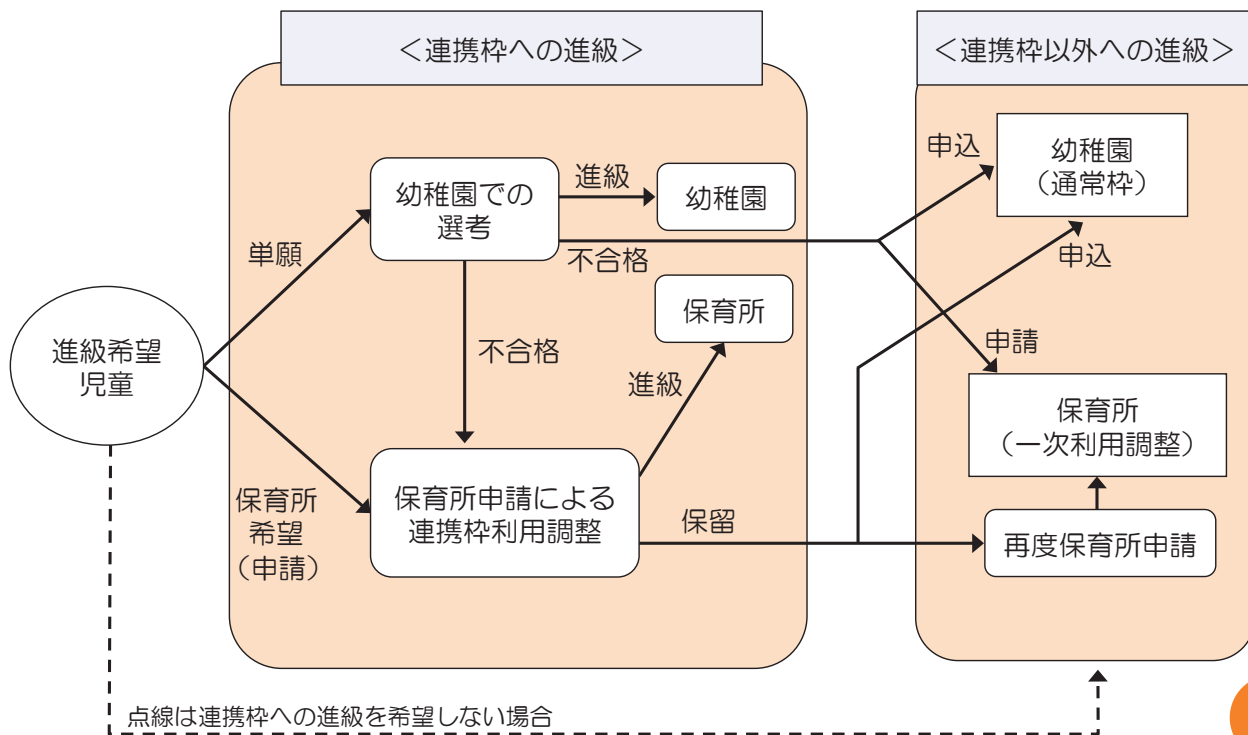 ＜連携枠への進級＞
＜連携枠以外への進級＞
進級希望
児童
単願
保育所
希望
（申請）
幼稚園での
選考
進級
幼稚園
不合格
不合格
保育所
進級
保育所申請による
連携枠利用調整
保留
申込
幼稚園
（通常枠）
申込
申請
保育所
（一次利用調整）
再度保育所申請
点線は連携枠への進級を希望しない場合